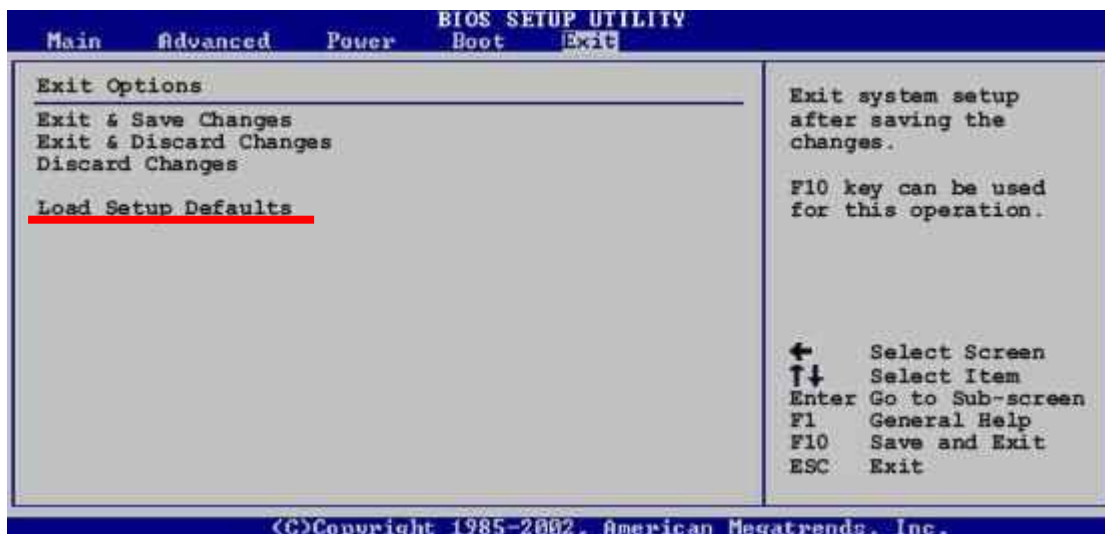 BIOS SETUP UTILITY
Main Advanced Power Boot Exit
Exit Options
Exit & Save Changes
Exit & Discard Changes
Discard Changes
Load Setup Defaults
Exit system setup
after saving the
changes.
F10 key can be used
for this operation.
← Select Screen
↑↓ Select Item
Enter Go to Sub-screen
F1 General Help
F10 Save and Exit
ESC Exit
(C)Copyright 1985-2002, American Megatrends, Inc.